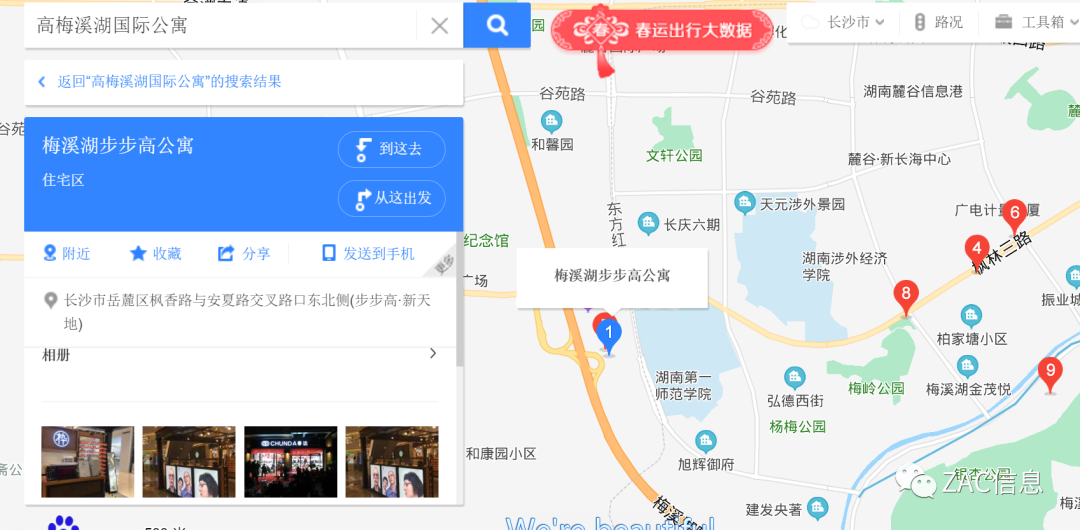 高梅溪湖国际公寓
返回“高梅溪湖国际公寓”的搜索结果
梅溪湖步步高公寓
住宅区
到这去
从这出发
附近
收藏
分享
发送到手机
更多
长沙市岳麓区枫香路与安夏路交叉路口东北侧(步步高·新天
地)
相册
CHUNDA春达
春
春运出行大数据
长沙市
路况
工具箱
谷苑路
谷苑路
湖南麓谷信息港
和馨园
文轩公园
麓谷·新长海中心
东方红
天元涉外景园
长庆六期
广电计
厦
6
纪念馆
4
枫林三路
湖南涉外经济
学院
广场
梅溪湖步步高公寓
1
8
振业城
柏家塘小区
湖南第一
师范学院
弘德西街
梅岭公园
梅溪湖金茂悦
9
杨梅公园
和康园小区
旭辉御府
银杏公园
ZAC信息
建发央著
梅溪
We're beautiful